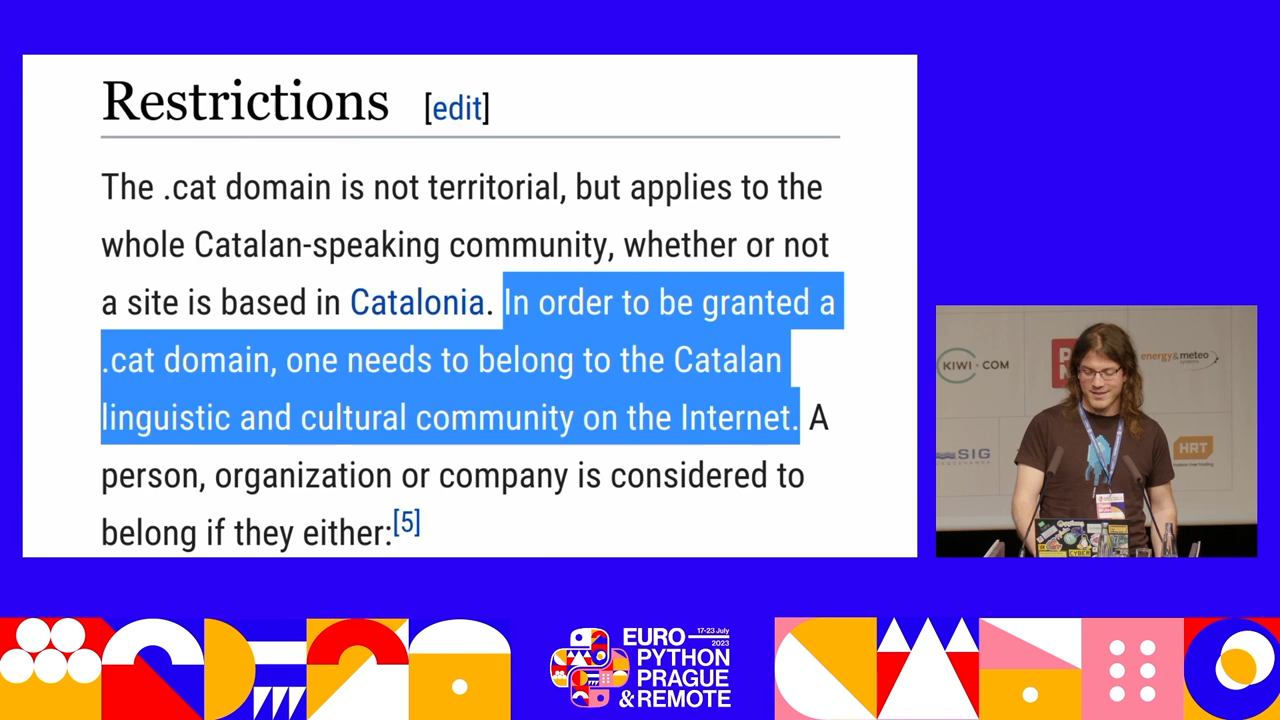 Restrictions [edit]
The .cat domain is not territorial, but applies to the
whole Catalan-speaking community, whether or not
a site is based in Catalonia. In order to be granted a
.cat domain, one needs to belong to the Catalan
linguistic and cultural community on the Internet. A
person, organization or company is considered to
belong if they either:[5]
KIWI.COM
energy & meteo
systems
SIG
HRT
EURO 17-23 July
2023
PYTHON
PRAGUE
& REMOTE